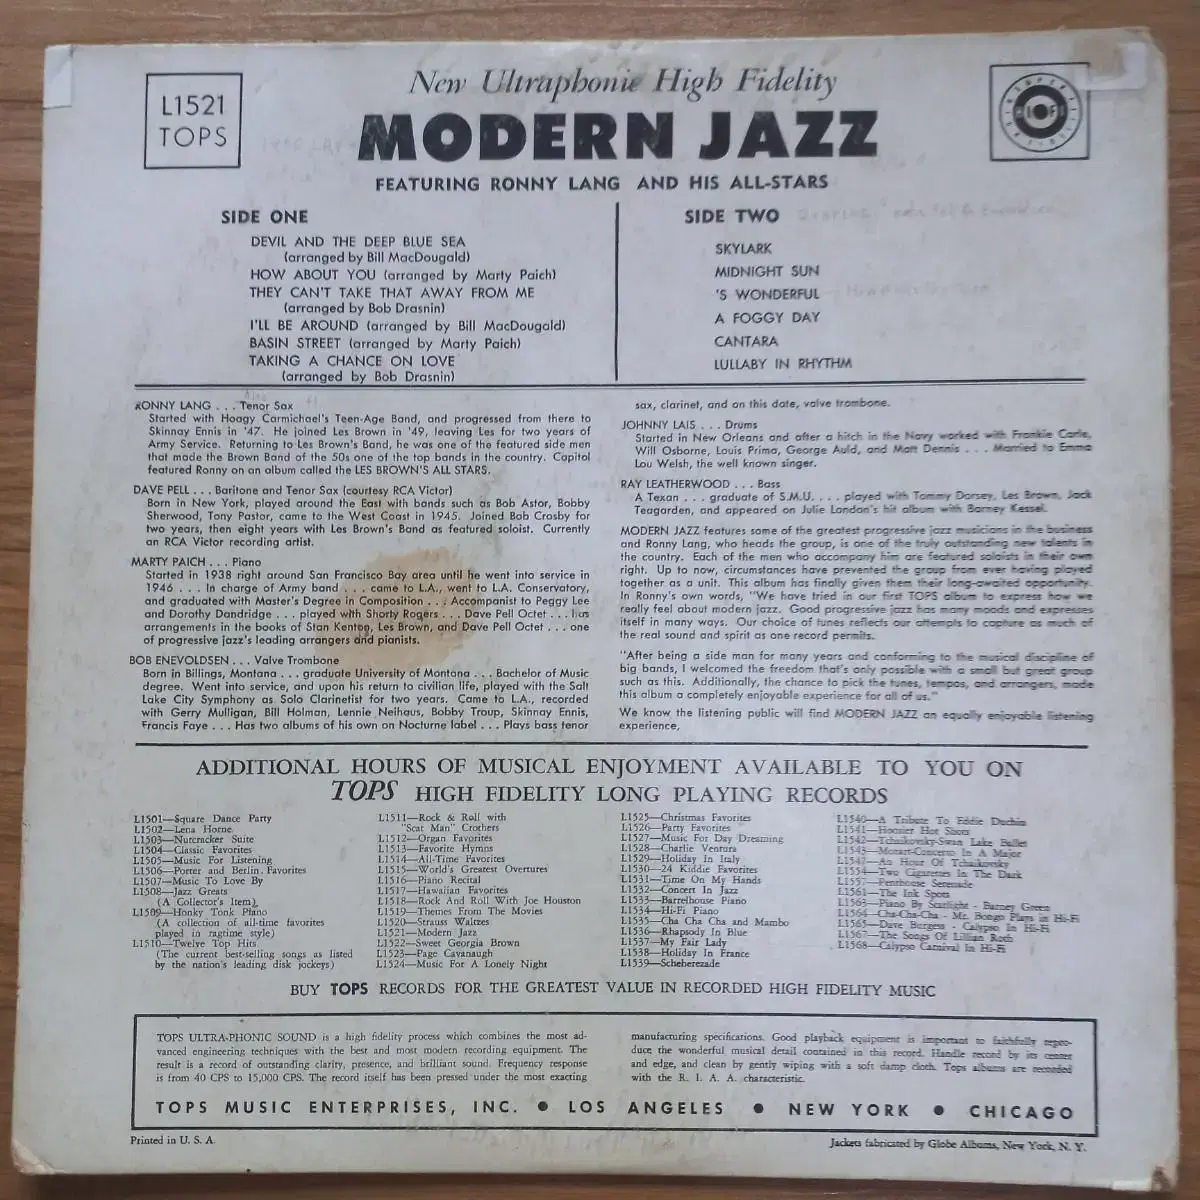 L1521
TOPS
New Ultraphonic High Fidelity
MODERN JAZZ
FEATURING RONNY LANG AND HIS ALL-STARS
SIDE ONE
DEVIL AND THE DEEP BLUE SEA
(arranged by Bill MacDougald)
HOW ABOUT YOU (arranged by Marty Paich)
THEY CAN'T TAKE THAT AWAY FROM ME
(arranged by Bob Drasnin)
I'LL BE AROUND (arranged by Bill MacDougald)
BASIN STREET (arranged by Marty Paich)
TAKING A CHANCE ON LOVE
(arranged by Bob Drasnin)
SIDE TWO
SKYLARK
MIDNIGHT SUN
'S WONDERFUL
A FOGGY DAY
CANTARA
LULLABY IN RHYTHM
RONNY LANG . . . Tenor Sax
Started with Hoagy Carmichael's Teen-Age Band, and progressed from there to
Skinnay Ennis in '47. He joined Les Brown in '49, leaving Les for two years of
Army Service. Returning to Les Brown's Band, he was one of the featured side men
that made the Brown Band of the 50s one of the top bands in the country. Capitol
featured Ronny on an album called the LES BROWN'S ALL STARS.
DAVE PELL . . . Baritone and Tenor Sax (courtesy RCA Victor)
Born in New York, played around the East with bands such as Bob Astor, Bobby
Sherwood, Tony Pastor, came to the West Coast in 1945. Joined Bob Crosby for
two years, then eight years with Les Brown's Band as featured soloist. Currently
an RCA Victor recording artist.
MARTY PAICH . . . Piano
Started in 1938 right around San Francisco Bay area until he went into service in
1946 . . . In charge of Army band . . . came to L.A., went to L.A. Conservatory,
and graduated with Master's Degree in Composition . . . Accompanist to Peggy Lee
and Dorothy Dandridge . . . played with Shorty Rogers . . . Dave Pell Octet . . . has
arrangements in the books of Stan Kenton, Les Brown, and Dave Pell Octet . . . one
of progressive jazz's leading arrangers and pianists.
BOB ENEVOLDSEN . . . Valve Trombone
Born in Billings, Montana . . . graduate University of Montana . . . Bachelor of Music
degree. Went into service, and upon his return to civilian life, played with the Salt
Lake City Symphony as Solo Clarinetist for two years. Came to L.A., recorded
with Gerry Mulligan, Bill Holman, Lennie Neihaus, Bobby Troup, Skinnay Ennis,
Francis Faye . . . Has two albums of his own on Nocturne label . . . Plays bass tenor
sax, clarinet, and on this date, valve trombone.
JOHNNY LAIS . . . Drums
Started in New Orleans and after a hitch in the Navy worked with Frankie Carle,
Will Osborne, Louis Prima, George Auld, and Matt Dennis . . . Married to Emma
Lou Welsh, the well known singer.
RAY LEATHERWOOD . . . Bass
A Texan . . . graduate of S.M.U. . . . played with Tommy Dorsey, Les Brown, Jack
Teagarden, and appeared on Julie London's hit album with Barney Kessel.
MODERN JAZZ features some of the greatest progressive jazz musicians in the business
and Ronny Lang, who heads the group, is one of the truly outstanding new talents in
the country. Each of the men who accompany him are featured soloists in their own
right. Up to now, circumstances have prevented the group from ever having played
together as a unit. This album has finally given them their long-awaited opportunity.
In Ronny's own words, "We have tried in our first TOPS album to express how we
really feel about modern jazz. Good progressive jazz has many moods and expresses
itself in many ways. Our choice of tunes reflects our attempts to capture as much of
the real sound and spirit as one record permits.
"After being a side man for many years and conforming to the musical discipline of
big bands, I welcomed the freedom that's only possible with a small but great group
such as this. Additionally, the chance to pick the tunes, tempos, and arrangers, made
this album a completely enjoyable experience for all of us."
We know the listening public will find MODERN JAZZ an equally enjoyable listening
experience.
ADDITIONAL HOURS OF MUSICAL ENJOYMENT AVAILABLE TO YOU ON
TOPS HIGH FIDELITY LONG PLAYING RECORDS
L1501—Square Dance Party
L1502—Lena Horne
L1503—Nutcracker Suite
L1504—Classic Favorites
L1505—Music For Listening
L1506—Porter and Berlin Favorites
L1507—Music To Love By
L1508—Jazz Greats
(A Collector's Item)
L1509—Honky Tonk Piano
(A collection of all-time favorites
played in ragtime style)
L1510—Twelve Top Hits
(The current best-selling songs as listed
by the nation's leading disk jockeys)
L1511—Rock & Roll with
"Scat Man" Crothers
L1512—Organ Favorites
L1513—Favorite Hymns
L1514—All-Time Favorites
L1515—World's Greatest Overtures
L1516—Piano Recital
L1517—Hawaiian Favorites
L1518—Rock And Roll With Joe Houston
L1519—Themes From The Movies
L1520—Strauss Waltzes
L1521—Modern Jazz
L1522—Sweet Georgia Brown
L1523—Page Cavanaugh
L1524—Music For A Lonely Night
L1525—Christmas Favorites
L1526—Party Favorites
L1527—Music For Day Dreaming
L1528—Charlie Ventura
L1529—Holiday In Italy
L1530—24 Kiddie Favorites
L1531—Time On My Hands
L1532—Concert In Jazz
L1533—Barrelhouse Piano
L1534—Hi-Fi Piano
L1535—Cha Cha Cha and Mambo
L1536—Rhapsody In Blue
L1537—My Fair Lady
L1538—Holiday In France
L1539—Scheherezade
L1540—A Tribute To Eddie Duchin
L1541—Hoosier Hot Shots
L1542—Tchaikovsky-Swan Lake Ballet
L1543—Mozart-Concerto In A Major
L1547—An Hour Of Tchaikovsky
L1554—Two Cigarettes In The Dark
L1557—Penthouse Serenade
L1561—The Ink Spots
L1563—Piano By Starlight - Barney Green
L1564—Cha-Cha-Cha - Mr. Bongo Plays in Hi-Fi
L1565—Dave Burgess - Calypso In Hi-Fi
L1567—The Songs Of Lillian Roth
L1568—Calypso Carnival In Hi-Fi
BUY TOPS RECORDS FOR THE GREATEST VALUE IN RECORDED HIGH FIDELITY MUSIC
TOPS ULTRA-PHONIC SOUND is a high fidelity process which combines the most ad-
vanced engineering techniques with the best and most modern recording equipment. The
result is a record of outstanding clarity, presence, and brilliant sound. Frequency response
is from 40 CPS to 15,000 CPS. The record itself has been pressed under the most exacting
manufacturing specifications. Good playback equipment is important to faithfully repro-
duce the wonderful musical detail contained in this record. Handle record by its center
and edge, and clean by gently wiping with a soft damp cloth. Tops albums are recorded
with the R. I. A. A. characteristic.
TOPS MUSIC ENTERPRISES, INC. ● LOS ANGELES ● NEW YORK ● CHICAGO
Printed in U. S. A.
Jackets fabricated by Globe Albums, New York, N. Y.